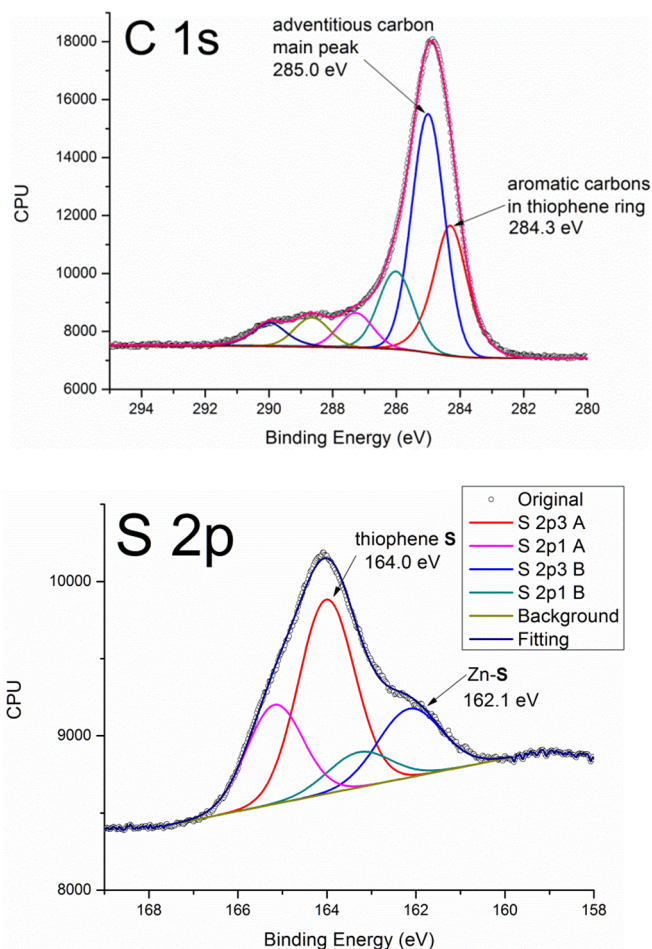 C 1s
adventitious carbon
main peak
285.0 eV
aromatic carbons
in thiophene ring
284.3 eV
18000
16000
14000
12000
10000
8000
6000
CPU
294 292 290 288 286 284 282 280
Binding Energy (eV)
S 2p
Original
S 2p3 A
S 2p1 A
S 2p3 B
S 2p1 B
Background
Fitting
thiophene S
164.0 eV
Zn-S
162.1 eV
10000
9000
8000
CPU
168 166 164 162 160 158
Binding Energy (eV)